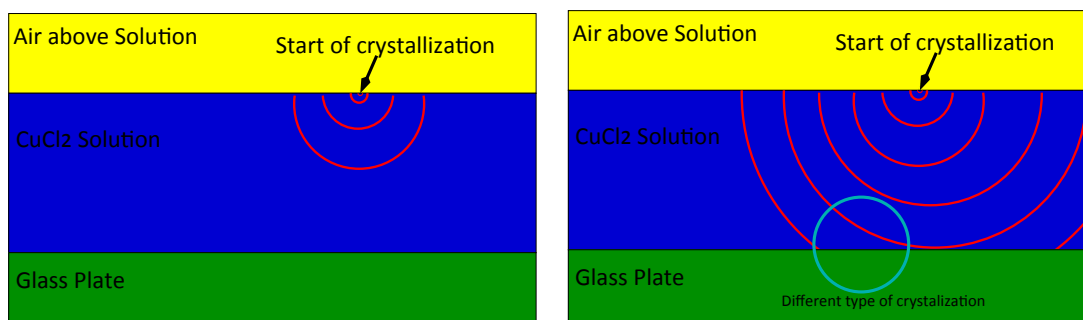 Air above Solution
Start of crystallization
CuCl2 Solution
Glass Plate
Air above Solution
Start of crystallization
CuCl2 Solution
Glass Plate
Different type of crystalization